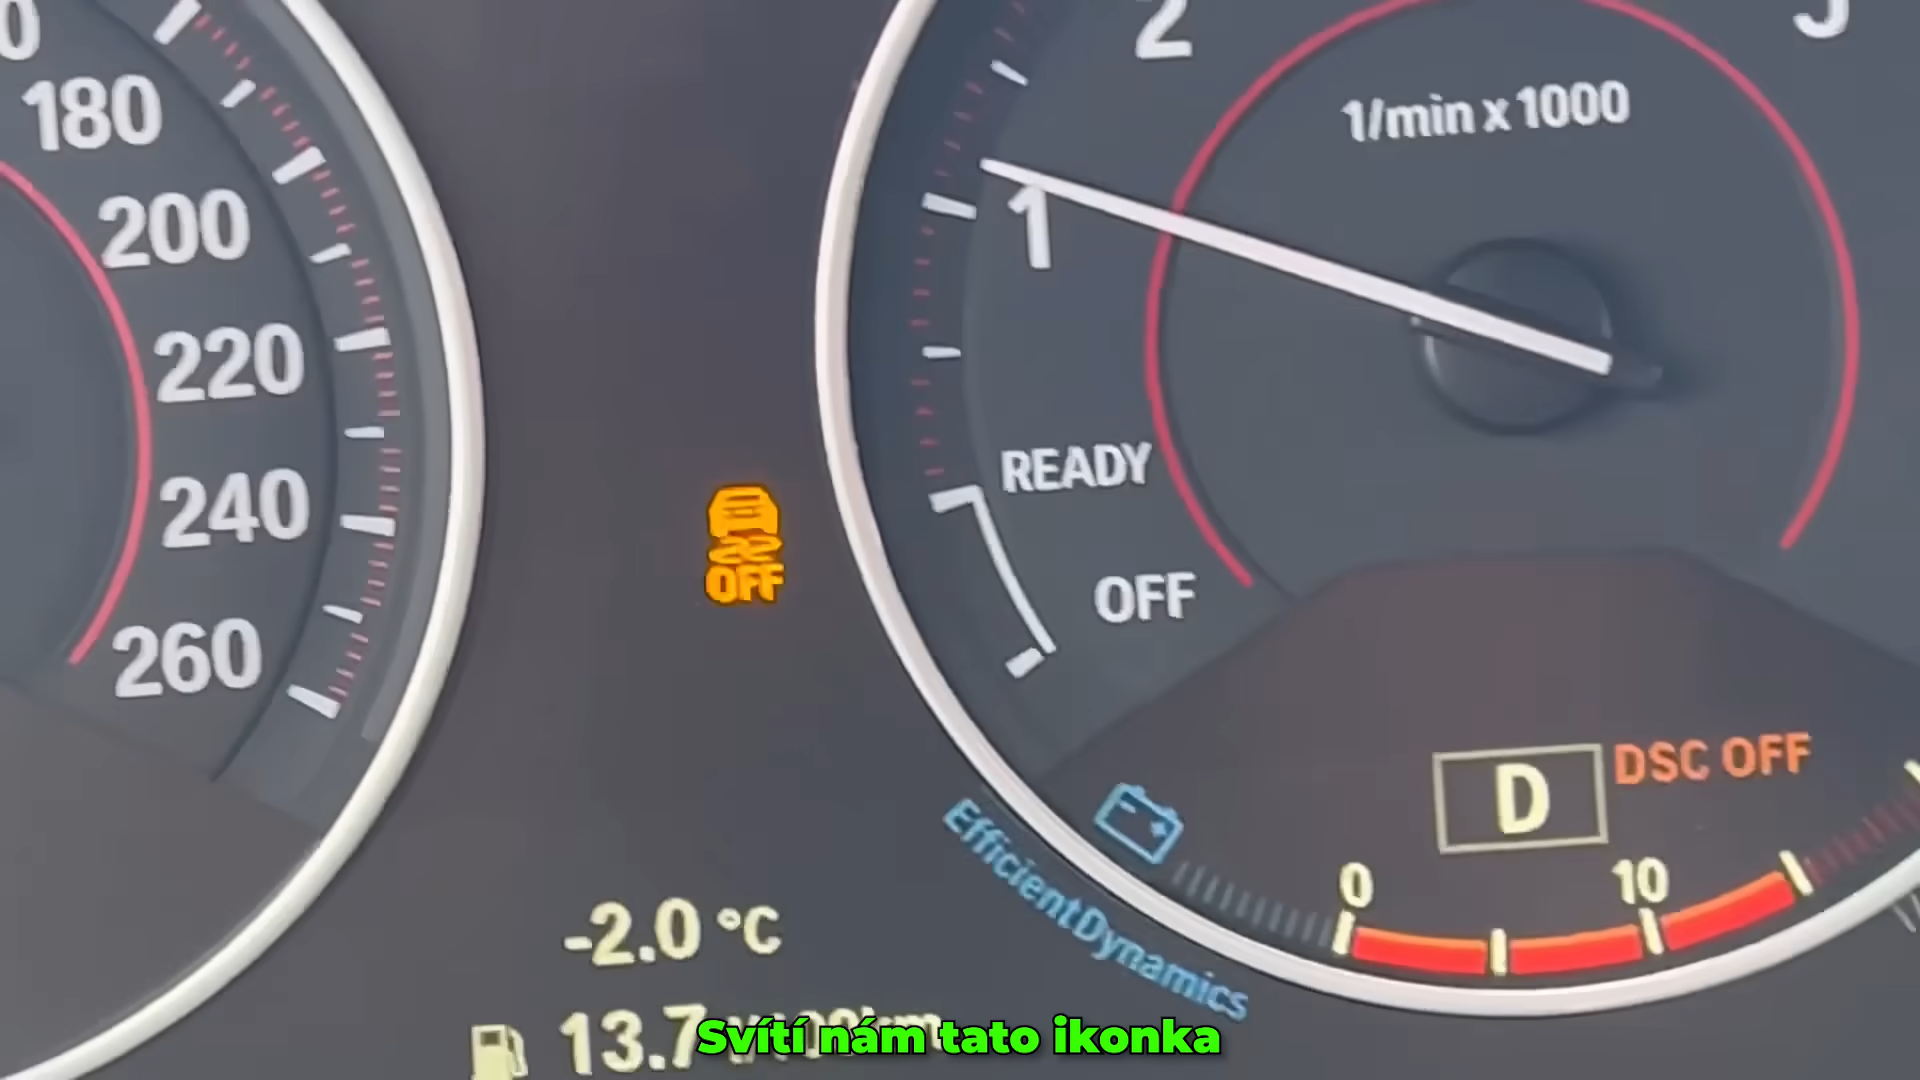 180
200
220
240
260
2
1/min x 1000
1
READY
OFF
OFF
D
DSC OFF
0
10
EfficientDynamics
-2.0 °C
13.7
Svítí nám tato ikonka